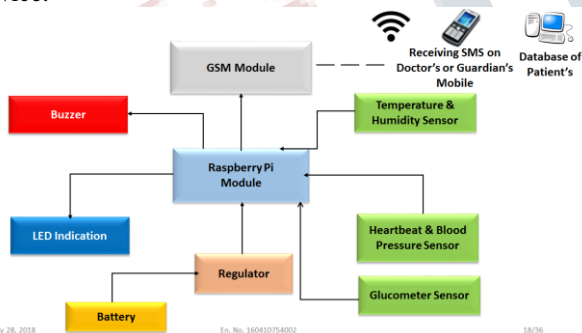 GSM Module
Receiving SMS on
Doctor's or Guardian's
Mobile
Database of
Patient's
Buzzer
Temperature &
Humidity Sensor
Raspberry Pi
Module
LED Indication
Heartbeat & Blood
Pressure Sensor
Regulator
Glucometer Sensor
Battery
28, 2018
En. No. 160410754002
18/36